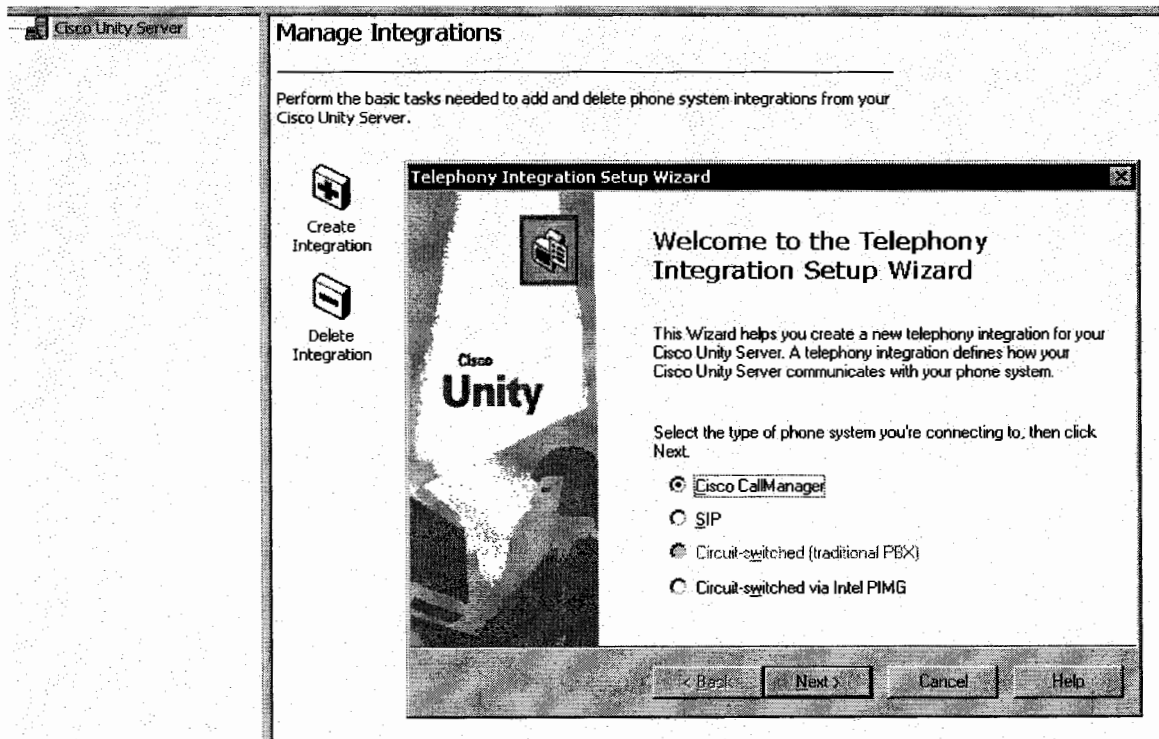 Cisco Unity Server
Manage Integrations
Perform the basic tasks needed to add and delete phone system integrations from your
Cisco Unity Server.
Create
Integration
Delete
Integration
Telephony Integration Setup Wizard
Cisco
Unity
Welcome to the Telephony
Integration Setup Wizard
This Wizard helps you create a new telephony integration for your
Cisco Unity Server. A telephony integration defines how your
Cisco Unity Server communicates with your phone system.
Select the type of phone system you're connecting to, then click
Next.
Cisco CallManager
SIP
Circuit-switched (traditional PBX)
Circuit-switched via Intel PIMG
< Back
Next >
Cancel
Help